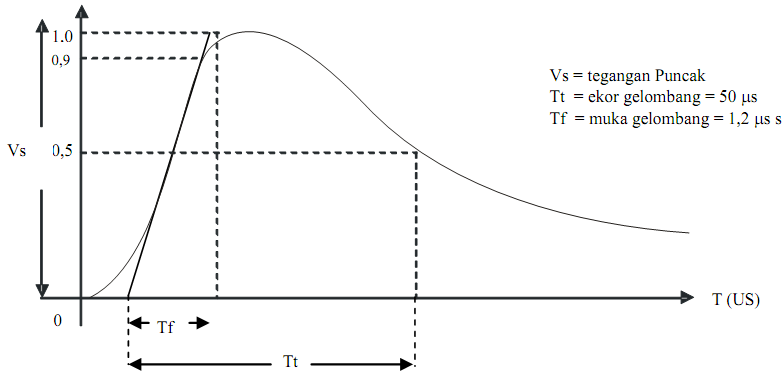 1.0
0,9
Vs = tegangan Puncak
Tt = ekor gelombang = 50 μs
Tf = muka gelombang = 1,2 μs s
Vs
0,5
T (US)
0
Tf
Tt